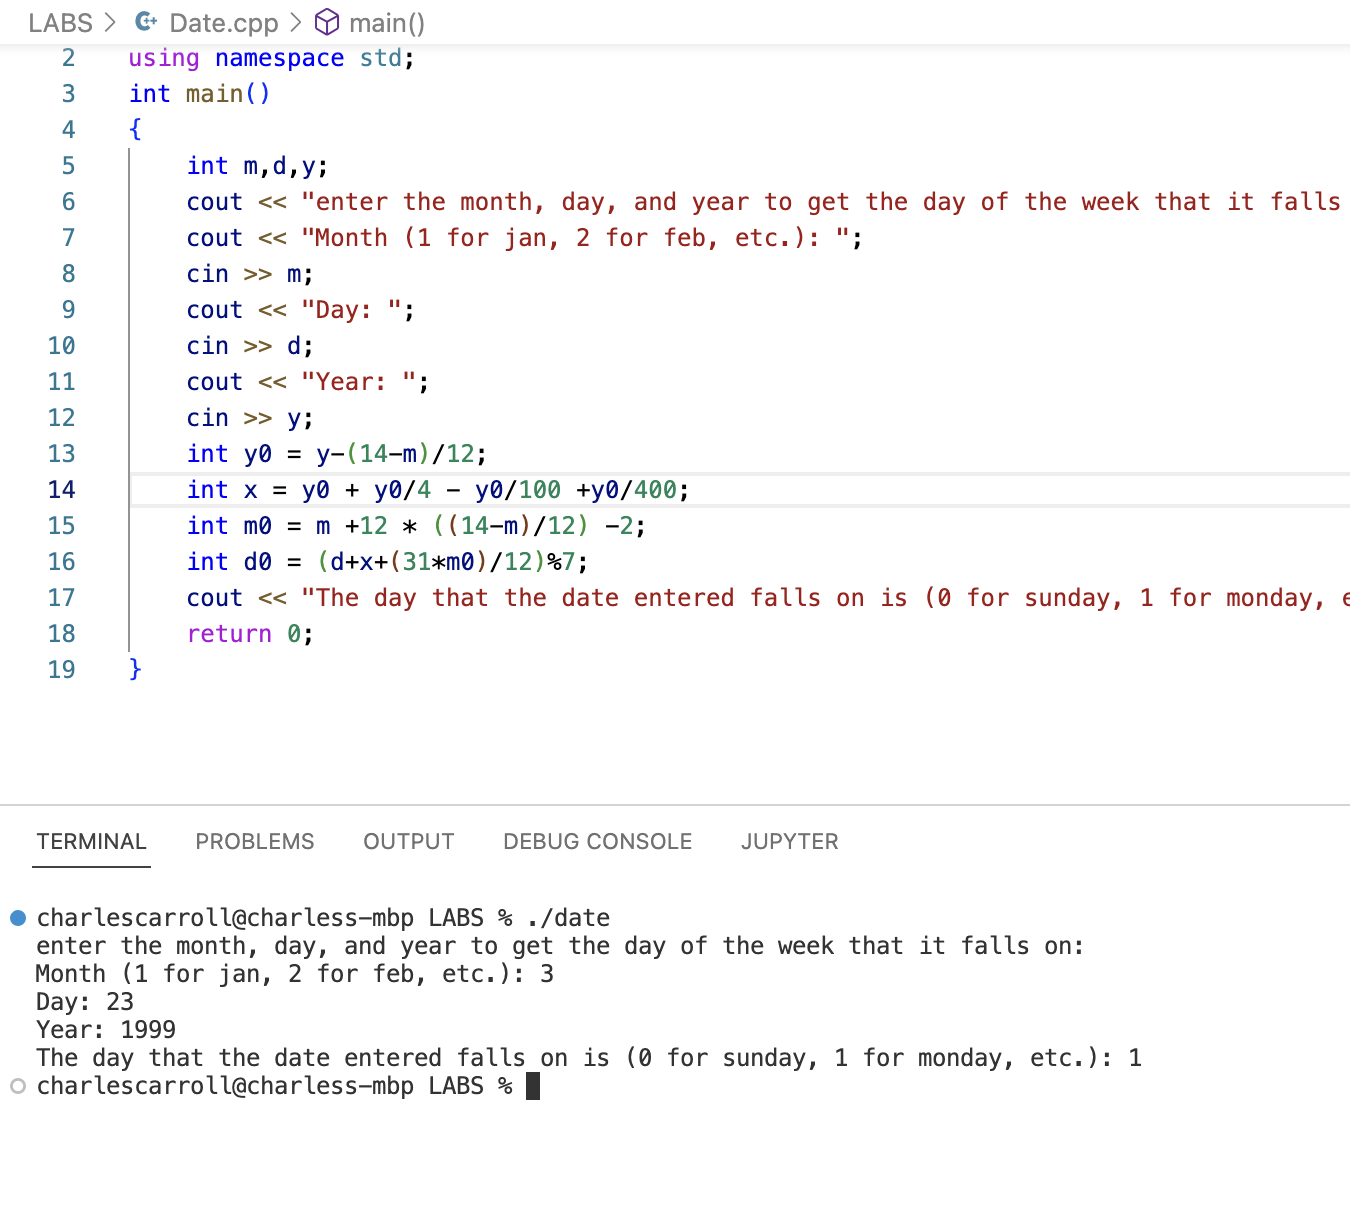 LABS > Date.cpp > main()
2 using namespace std;
3 int main()
4 {
5 int m,d,y;
6 cout << "enter the month, day, and year to get the day of the week that it falls
7 cout << "Month (1 for jan, 2 for feb, etc.): ";
8 cin >> m;
9 cout << "Day: ";
10 cin >> d;
11 cout << "Year: ";
12 cin >> y;
13 int y0 = y-(14-m)/12;
14 int x = y0 + y0/4 - y0/100 +y0/400;
15 int m0 = m +12 * ((14-m)/12) -2;
16 int d0 = (d+x+(31*m0)/12)%7;
17 cout << "The day that the date entered falls on is (0 for sunday, 1 for monday, e
18 return 0;
19 }
TERMINAL PROBLEMS OUTPUT DEBUG CONSOLE JUPYTER
charlescarroll@charless-mbp LABS % ./date
enter the month, day, and year to get the day of the week that it falls on:
Month (1 for jan, 2 for feb, etc.): 3
Day: 23
Year: 1999
The day that the date entered falls on is (0 for sunday, 1 for monday, etc.): 1
charlescarroll@charless-mbp LABS %